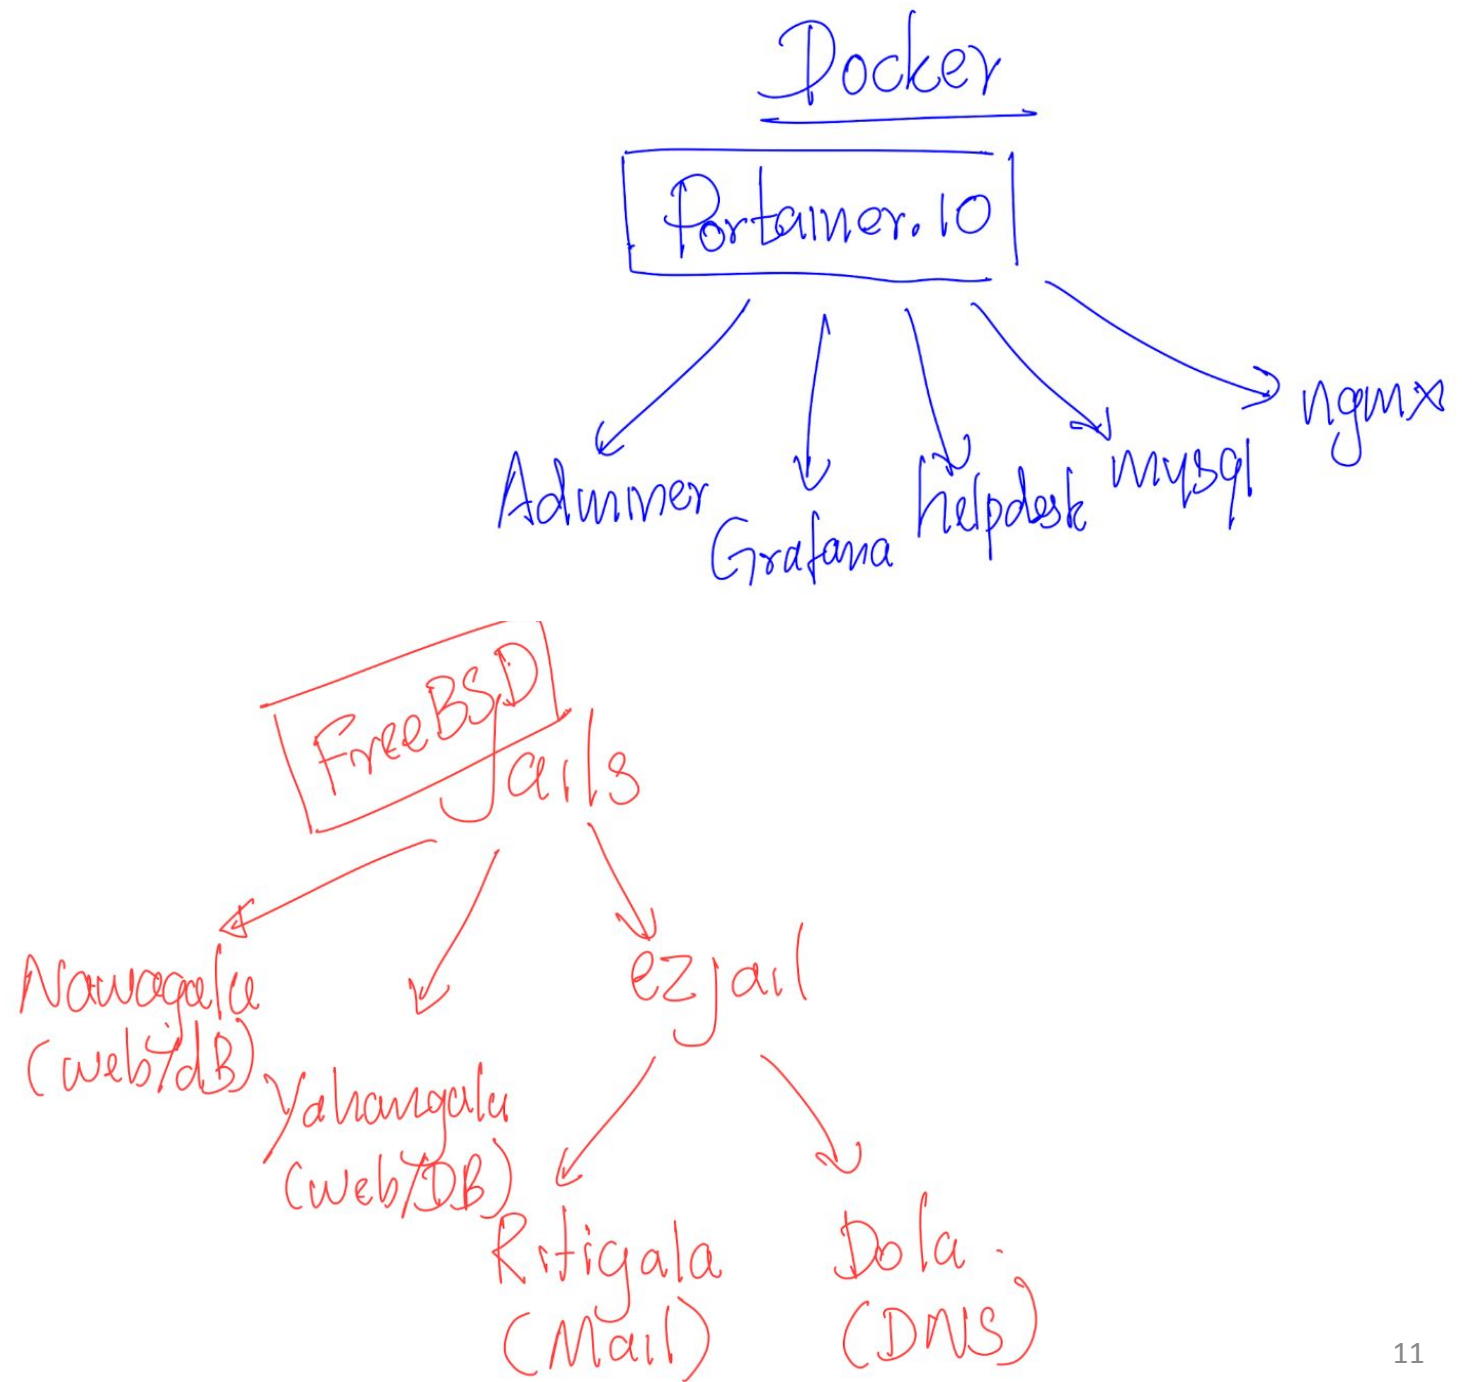 Docker
Portainer.IO
nginx
mysql
Adminer
helpdesk
Grafana
FreeBSD
Jails
ezjail
Nawagala
(web/dB)
Yahangala
(Web/DB)
Ritigala
Dola.
(Mail)
(DNS)
11